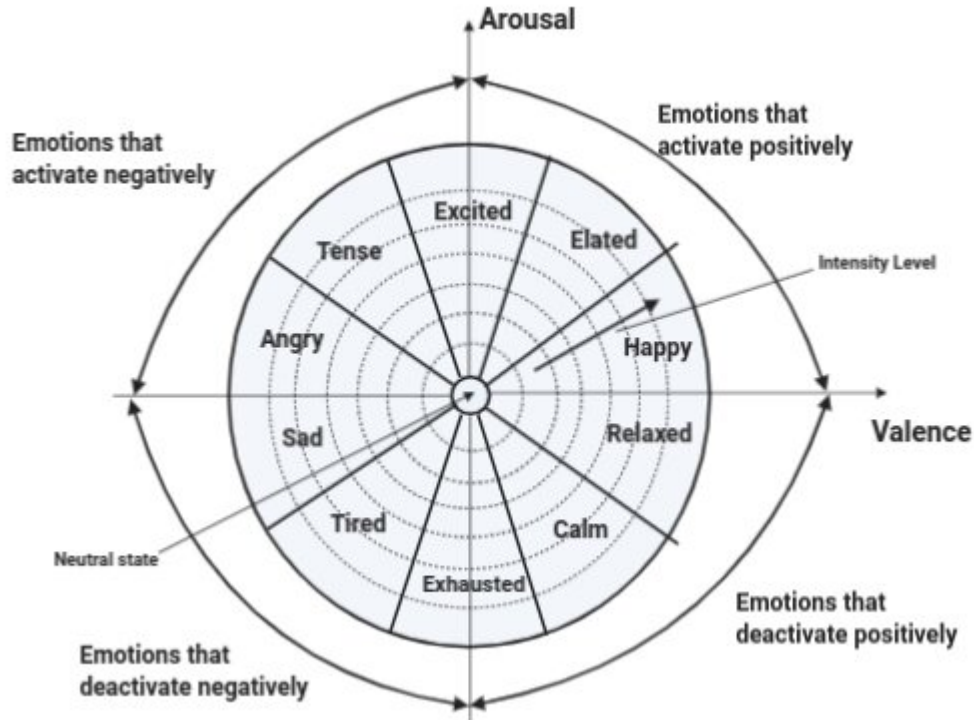 Arousal
Emotions that
activate negatively
Emotions that
activate positively
Excited
Tense
Elated
Intensity Level
Angry
Happy
Valence
Sad
Relaxed
Tired
Calm
Neutral state
Exhausted
Emotions that
deactivate positively
Emotions that
deactivate negatively